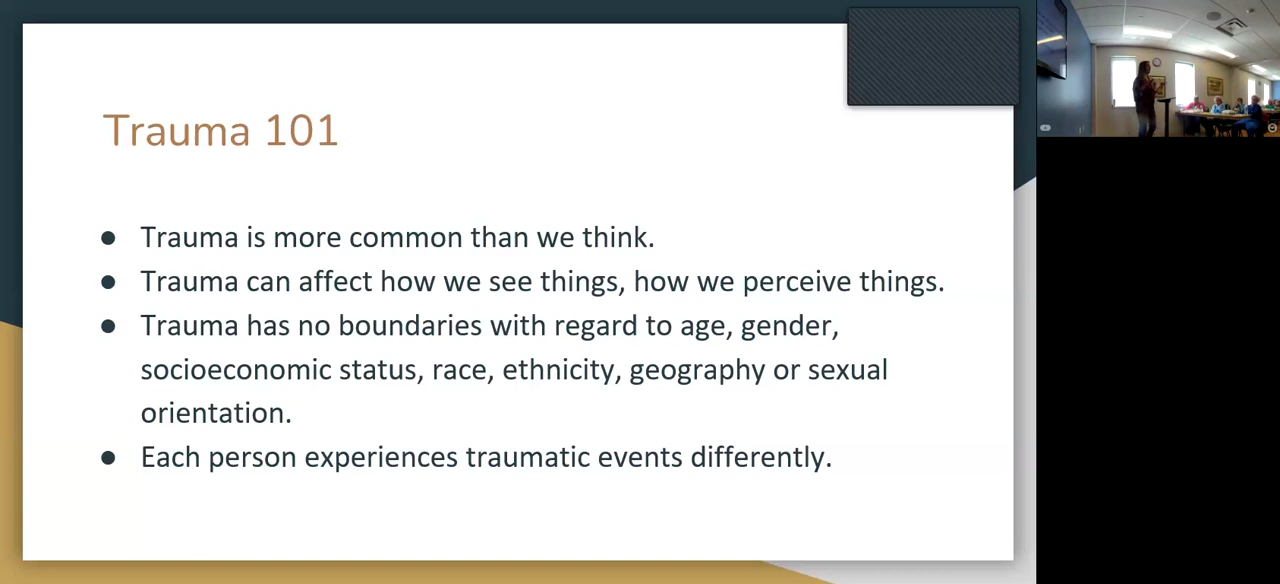 Trauma 101
● Trauma is more common than we think.
● Trauma can affect how we see things, how we perceive things.
● Trauma has no boundaries with regard to age, gender,
socioeconomic status, race, ethnicity, geography or sexual
orientation.
● Each person experiences traumatic events differently.